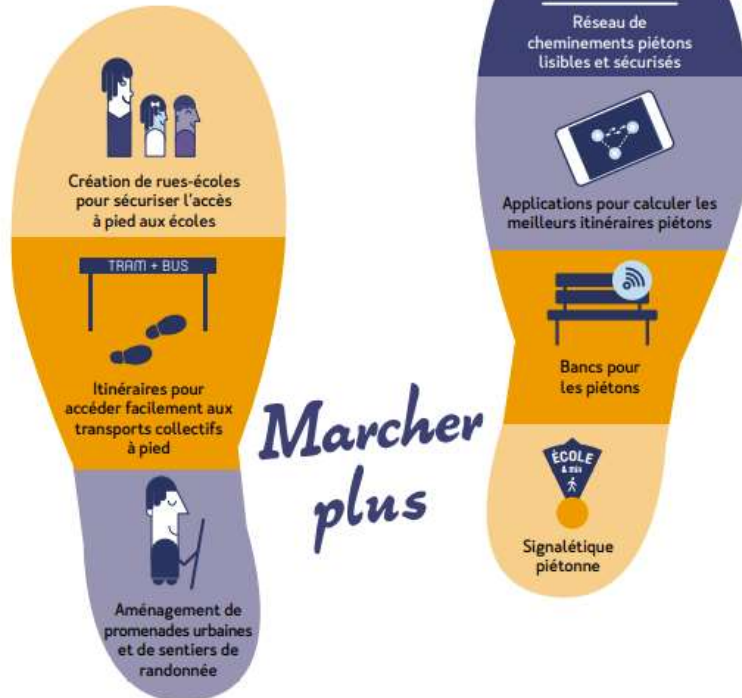 Création de rues-écoles
pour sécuriser l'accès
à pied aux écoles
TRAM + BUS
Itinéraires pour
accéder facilement aux
transports collectifs
à pied
Aménagement de
promenades urbaines
et de sentiers de
randonnée
Marcher
plus
Réseau de
cheminements piétons
lisibles et sécurisés
Applications pour calculer les
meilleurs itinéraires piétons
Bancs pour
les piétons
ÉCOLE
Signalétique
piétonne